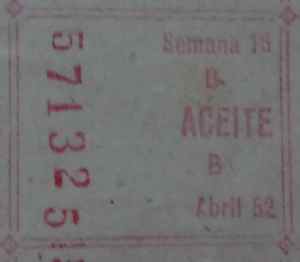 Semana 15
B
ACEITE
B
Abril 52
571325